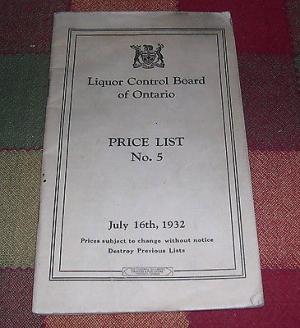 Liquor Control Board
of Ontario
PRICE LIST
No. 5
July 16th, 1932
Prices subject to change without notice
Destroy Previous Lists